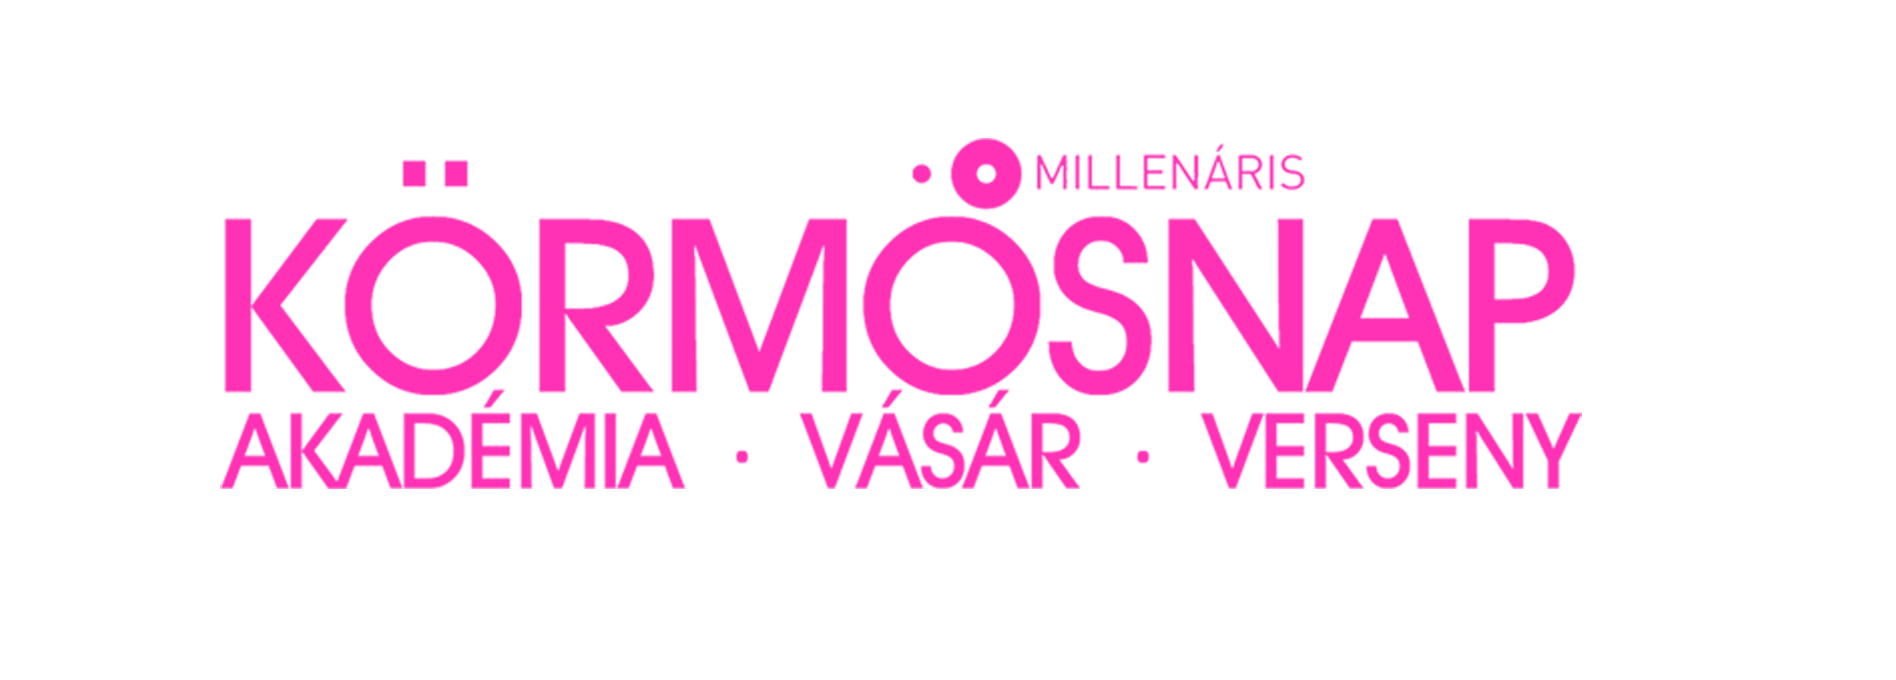 MILLENÁRIS
KÖRMÖSNAP
AKADÉMIA · VÁSÁR · VERSENY